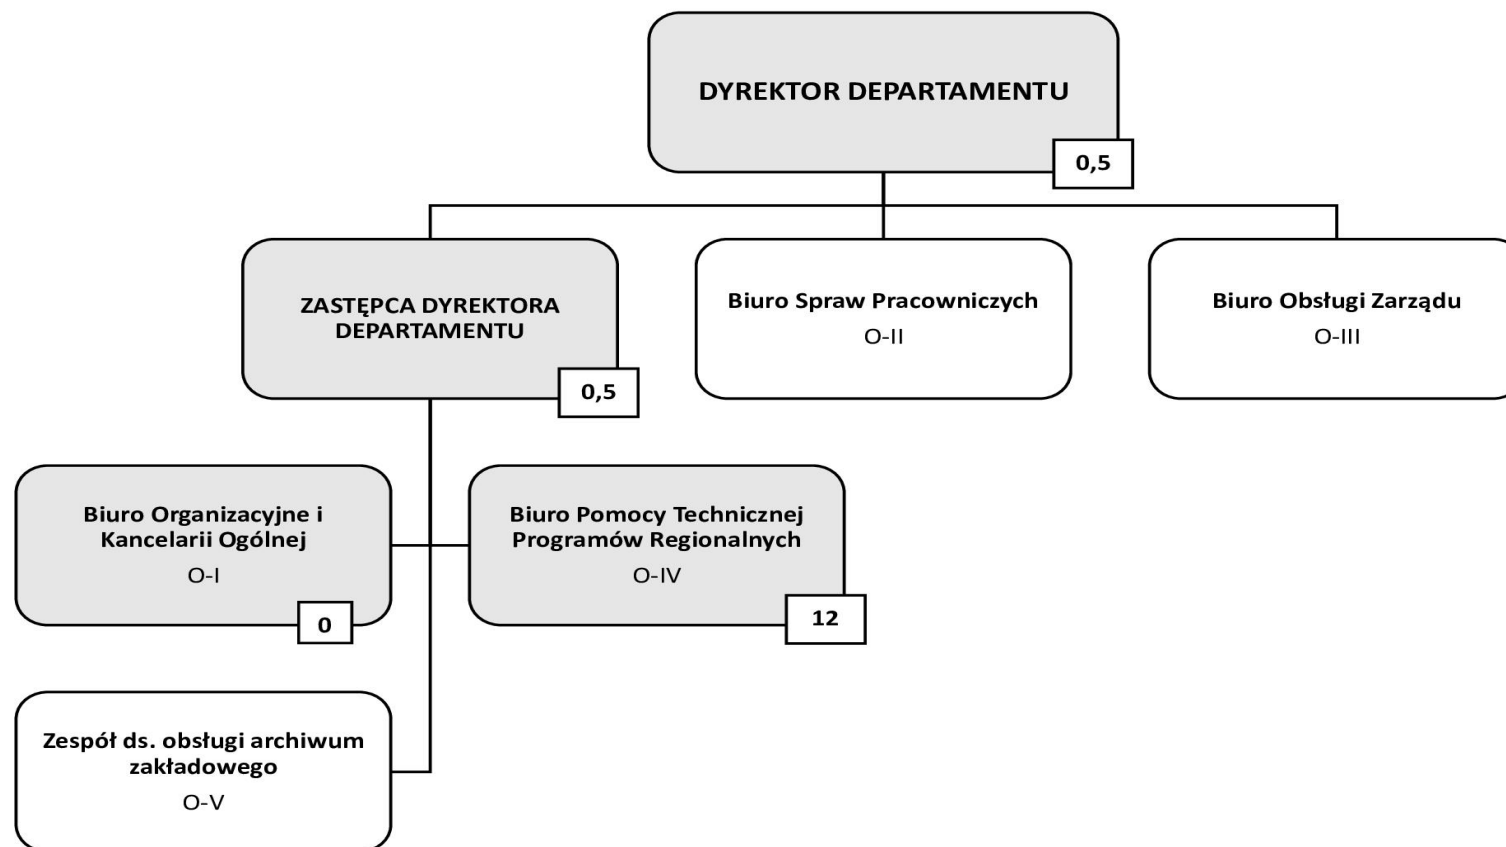 DYREKTOR DEPARTAMENTU
0,5
ZASTĘPCA DYREKTORA
DEPARTAMENTU
0,5
Biuro Spraw Pracowniczych
O-II
Biuro Obsługi Zarządu
O-III
Biuro Organizacyjne i
Kancelarii Ogólnej
O-I
0
Biuro Pomocy Technicznej
Programów Regionalnych
O-IV
12
Zespół ds. obsługi archiwum
zakładowego
O-V